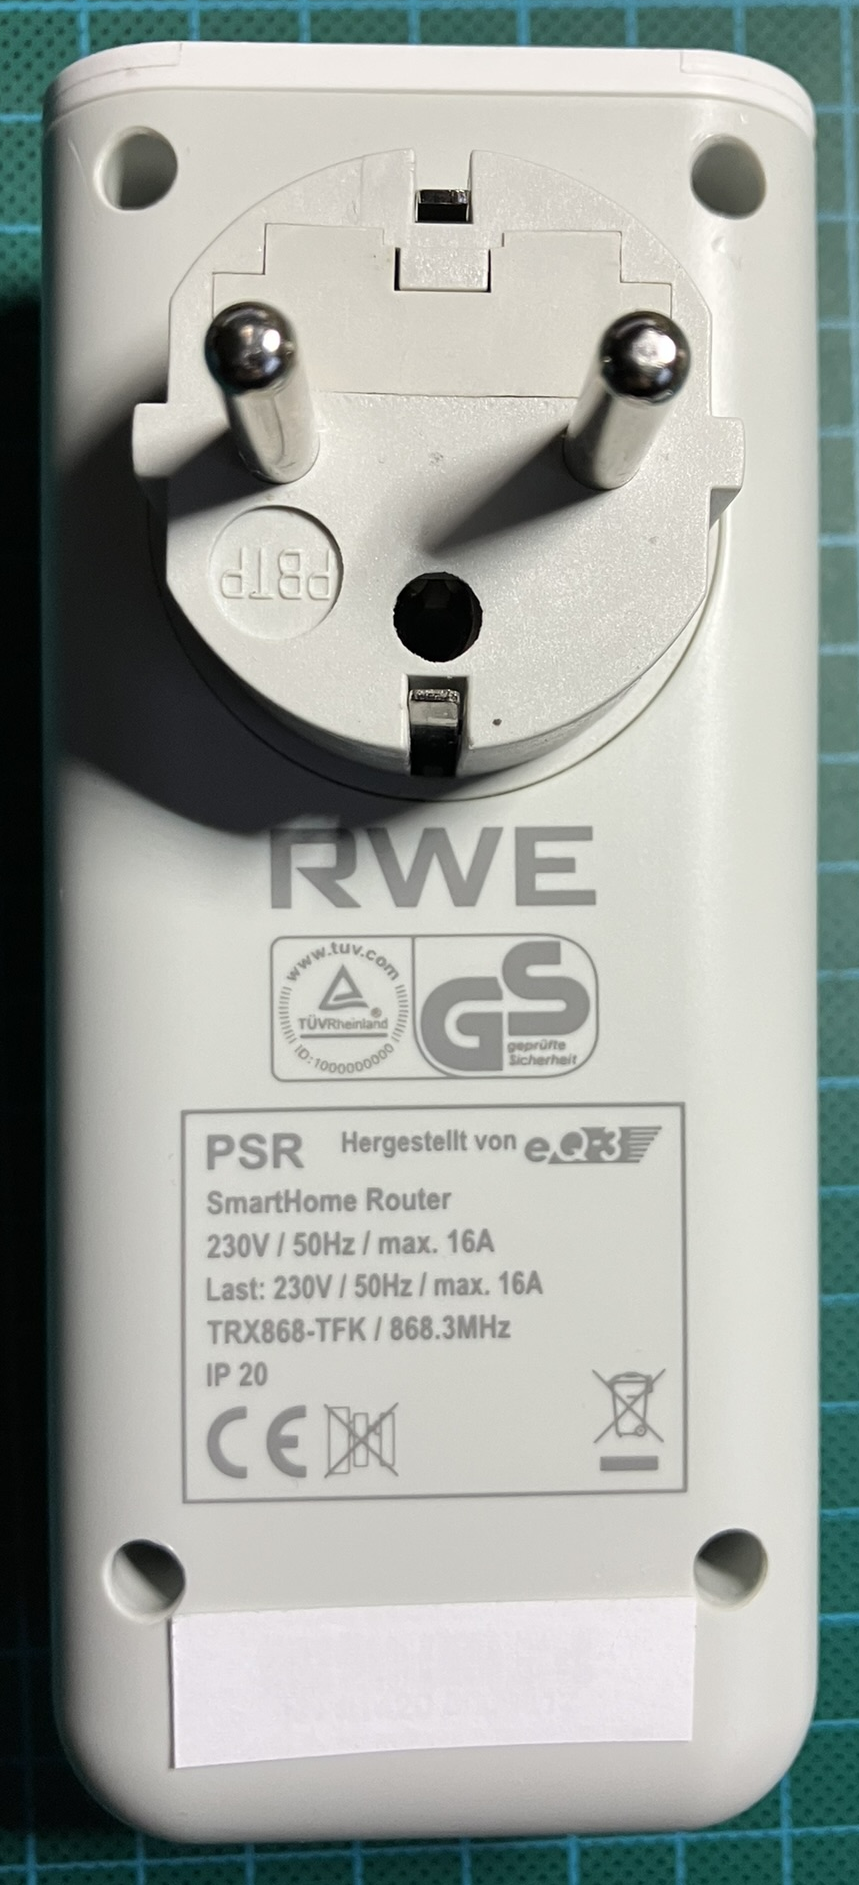 PBTP
RWE
www.tuv.com
TÜVRheinland®
ID:1000000000
GS
geprüfte
Sicherheit
PSR Hergestellt von eQ-3
SmartHome Router
230V / 50Hz / max. 16A
Last: 230V / 50Hz / max. 16A
TRX868-TFK / 868.3MHz
IP 20
CE